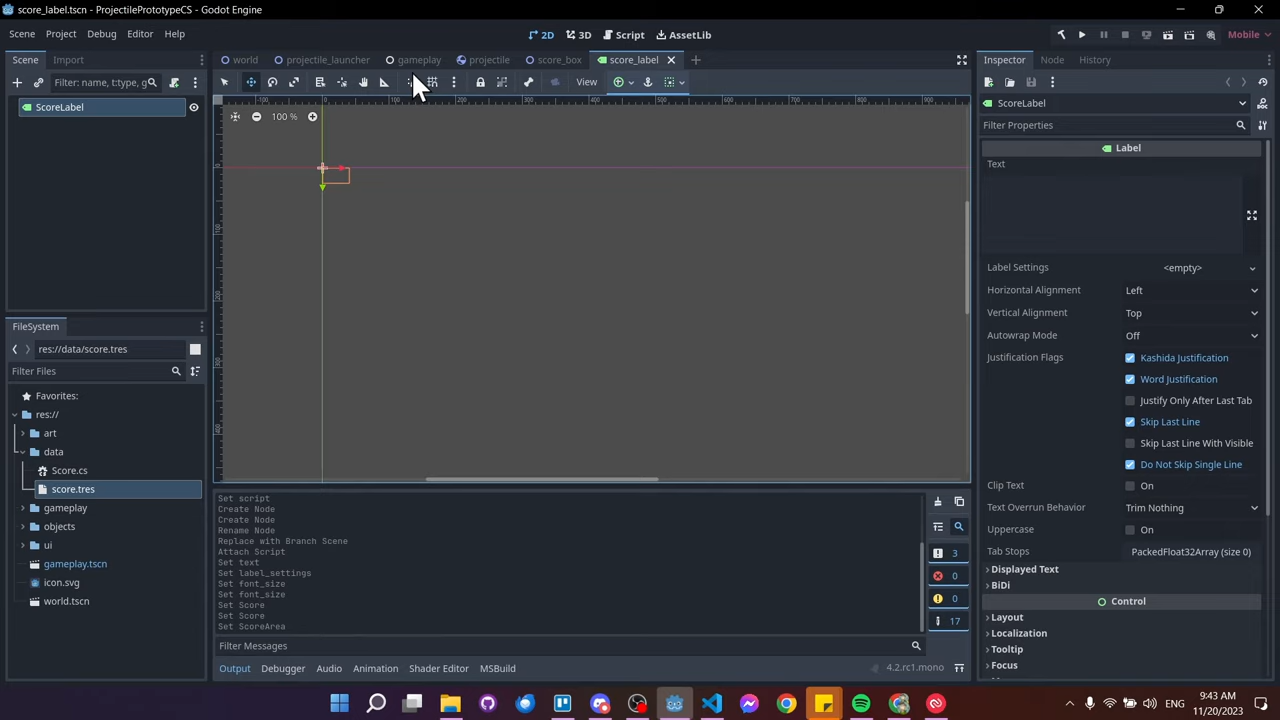 score_label.tscn - ProjectilePrototypeCS - Godot Engine
Scene Project Debug Editor Help
2D 3D Script AssetLib
Mobile
Scene Import
world projectile_launcher gameplay projectile score_box score_label
Inspector Node History
Filter: name, t:type, g
View
ScoreLabel
ScoreLabel
100 %
Filter Properties
Label
Text
Label Settings <empty>
Horizontal Alignment Left
Vertical Alignment Top
Autowrap Mode Off
Justification Flags Kashida Justification
Word Justification
Justify Only After Last Tab
Skip Last Line
Skip Last Line With Visible
Do Not Skip Single Line
Clip Text On
Text Overrun Behavior Trim Nothing
Uppercase On
Tab Stops PackedFloat32Array (size 0)
Displayed Text
BiDi
Control
Layout
Localization
Tooltip
Focus
FileSystem
res://data/score.tres
Filter Files
Favorites:
res://
art
data
Score.cs
score.tres
gameplay
objects
ui
gameplay.tscn
icon.svg
world.tscn
Set script
Create Node
Create Node
Rename Node
Replace with Branch Scene
Attach Script
Set text
Set label_settings
Set font_size
Set font_size
Set Score
Set Score
Set ScoreArea
3
0
0
17
Filter Messages
Output Debugger Audio Animation Shader Editor MSBuild
4.2.rc1.mono
9:43 AM
11/20/2023